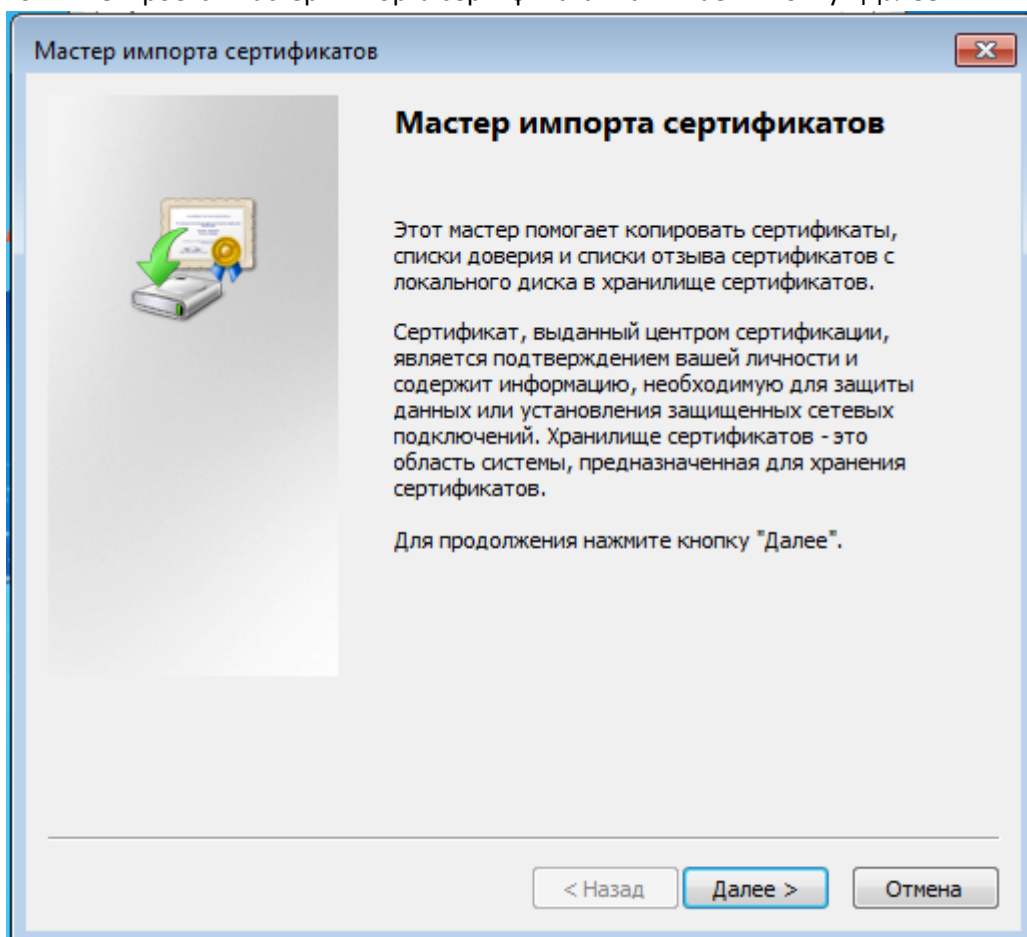 Мастер импорта сертификатов
Мастер импорта сертификатов
Этот мастер помогает копировать сертификаты,
списки доверия и списки отзыва сертификатов с
локального диска в хранилище сертификатов.
Сертификат, выданный центром сертификации,
является подтверждением вашей личности и
содержит информацию, необходимую для защиты
данных или установления защищенных сетевых
подключений. Хранилище сертификатов - это
область системы, предназначенная для хранения
сертификатов.
Для продолжения нажмите кнопку "Далее".
< Назад
Далее >
Отмена